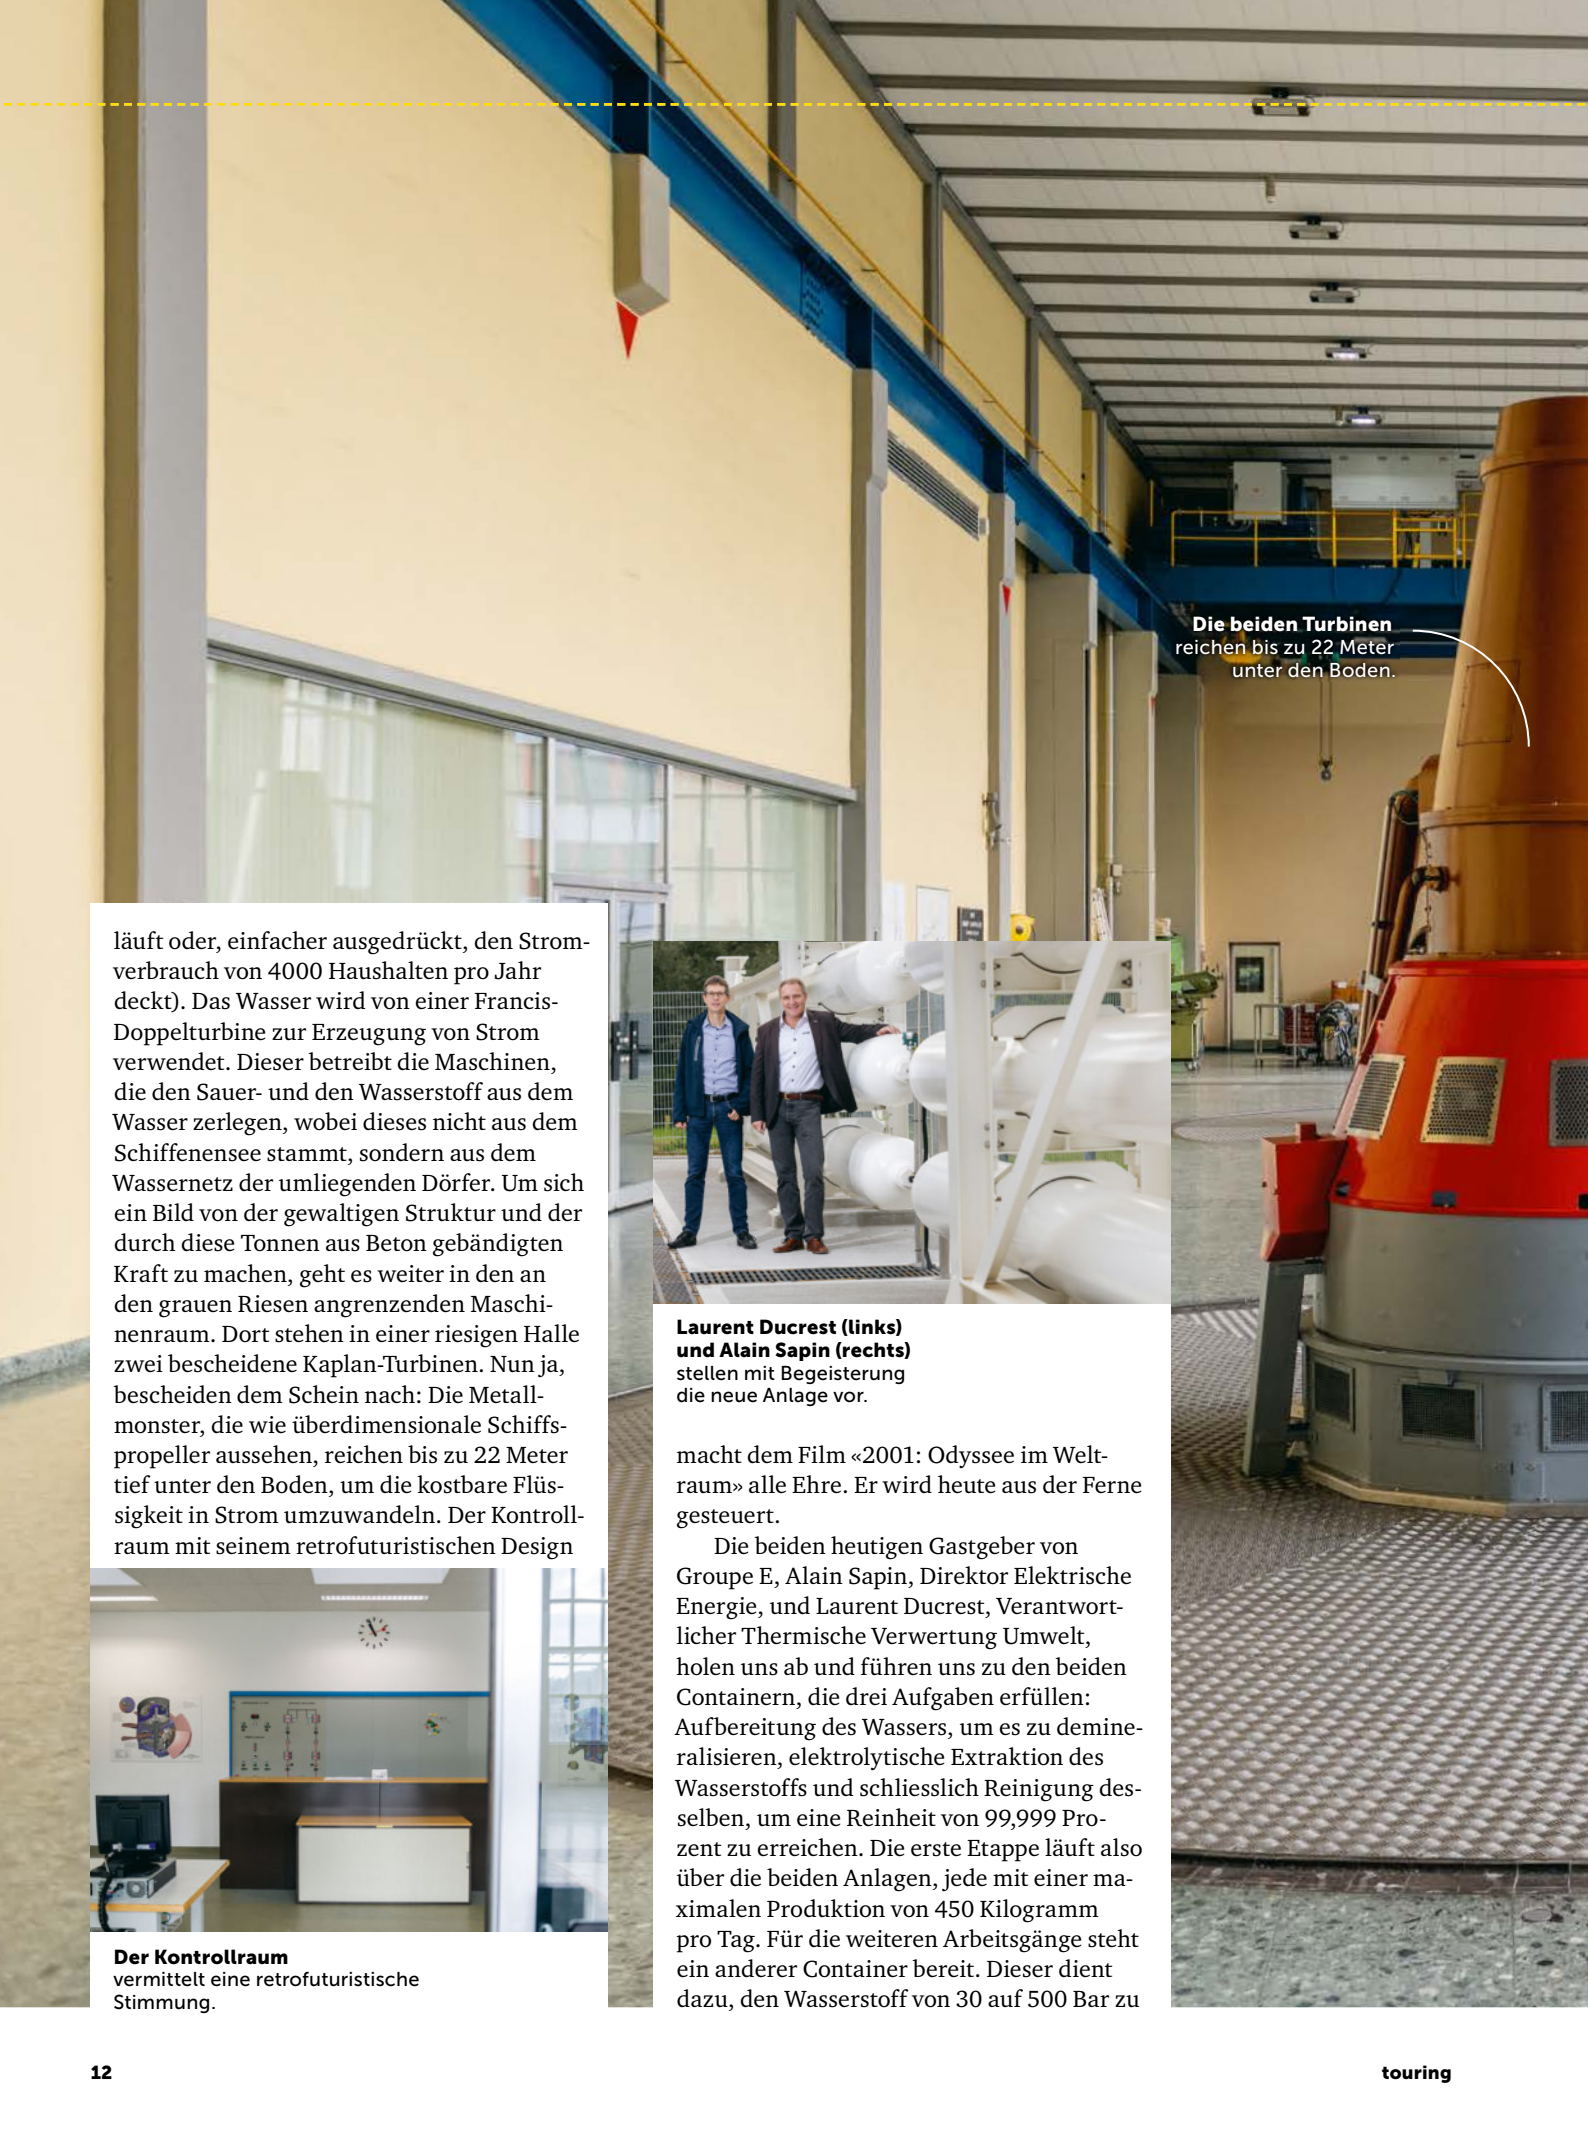 Die beiden Turbinen
reichen bis zu 22 Meter
unter den Boden.
läuft oder, einfacher ausgedrückt, den Strom-
verbrauch von 4000 Haushalten pro Jahr
deckt). Das Wasser wird von einer Francis-
Doppelturbine zur Erzeugung von Strom
verwendet. Dieser betreibt die Maschinen,
die den Sauer- und den Wasserstoff aus dem
Wasser zerlegen, wobei dieses nicht aus dem
Schiffenensee stammt, sondern aus dem
Wassernetz der umliegenden Dörfer. Um sich
ein Bild von der gewaltigen Struktur und der
durch diese Tonnen aus Beton gebändigten
Kraft zu machen, geht es weiter in den an
den grauen Riesen angrenzenden Maschi-
nenraum. Dort stehen in einer riesigen Halle
zwei bescheidene Kaplan-Turbinen. Nun ja,
bescheiden dem Schein nach: Die Metall-
monster, die wie überdimensionale Schiffs-
propeller aussehen, reichen bis zu 22 Meter
tief unter den Boden, um die kostbare Flüs-
sigkeit in Strom umzuwandeln. Der Kontroll-
raum mit seinem retrofuturistischen Design
Der Kontrollraum
vermittelt eine retrofuturistische
Stimmung.
Laurent Ducrest (links)
und Alain Sapin (rechts)
stellen mit Begeisterung
die neue Anlage vor.
macht dem Film «2001: Odyssee im Welt-
raum» alle Ehre. Er wird heute aus der Ferne
gesteuert.
Die beiden heutigen Gastgeber von
Groupe E, Alain Sapin, Direktor Elektrische
Energie, und Laurent Ducrest, Verantwort-
licher Thermische Verwertung Umwelt,
holen uns ab und führen uns zu den beiden
Containern, die drei Aufgaben erfüllen:
Aufbereitung des Wassers, um es zu demine-
ralisieren, elektrolytische Extraktion des
Wasserstoffs und schliesslich Reinigung des-
selben, um eine Reinheit von 99,999 Pro-
zent zu erreichen. Die erste Etappe läuft also
über die beiden Anlagen, jede mit einer ma-
ximalen Produktion von 450 Kilogramm
pro Tag. Für die weiteren Arbeitsgänge steht
ein anderer Container bereit. Dieser dient
dazu, den Wasserstoff von 30 auf 500 Bar zu
12
touring